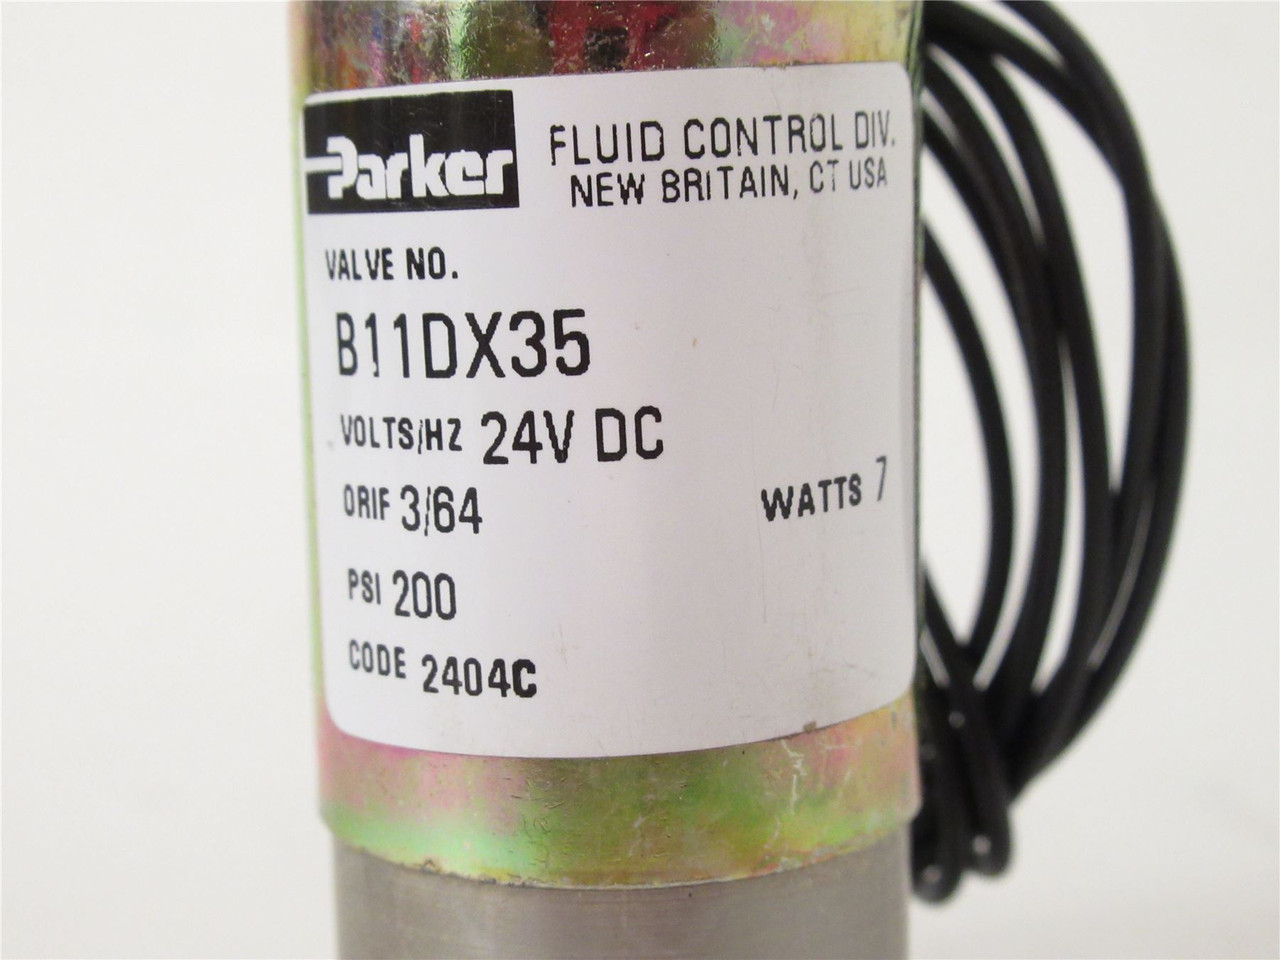 Parker
FLUID CONTROL DIV.
NEW BRITAIN, CT USA
VALVE NO.
B11DX35
VOLTS/HZ 24V DC
ORIF 3/64
WATTS 7
PSI 200
CODE 2404C